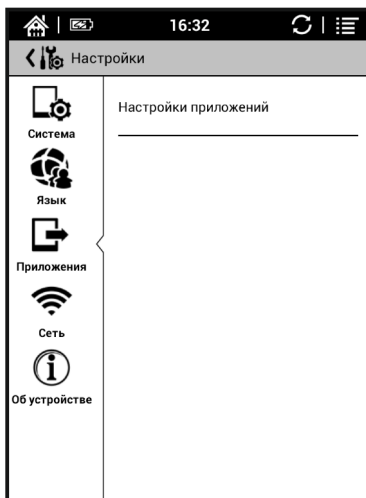 16:32
Настройки
Настройки приложений
Система
Язык
Приложения
Сеть
Об устройстве